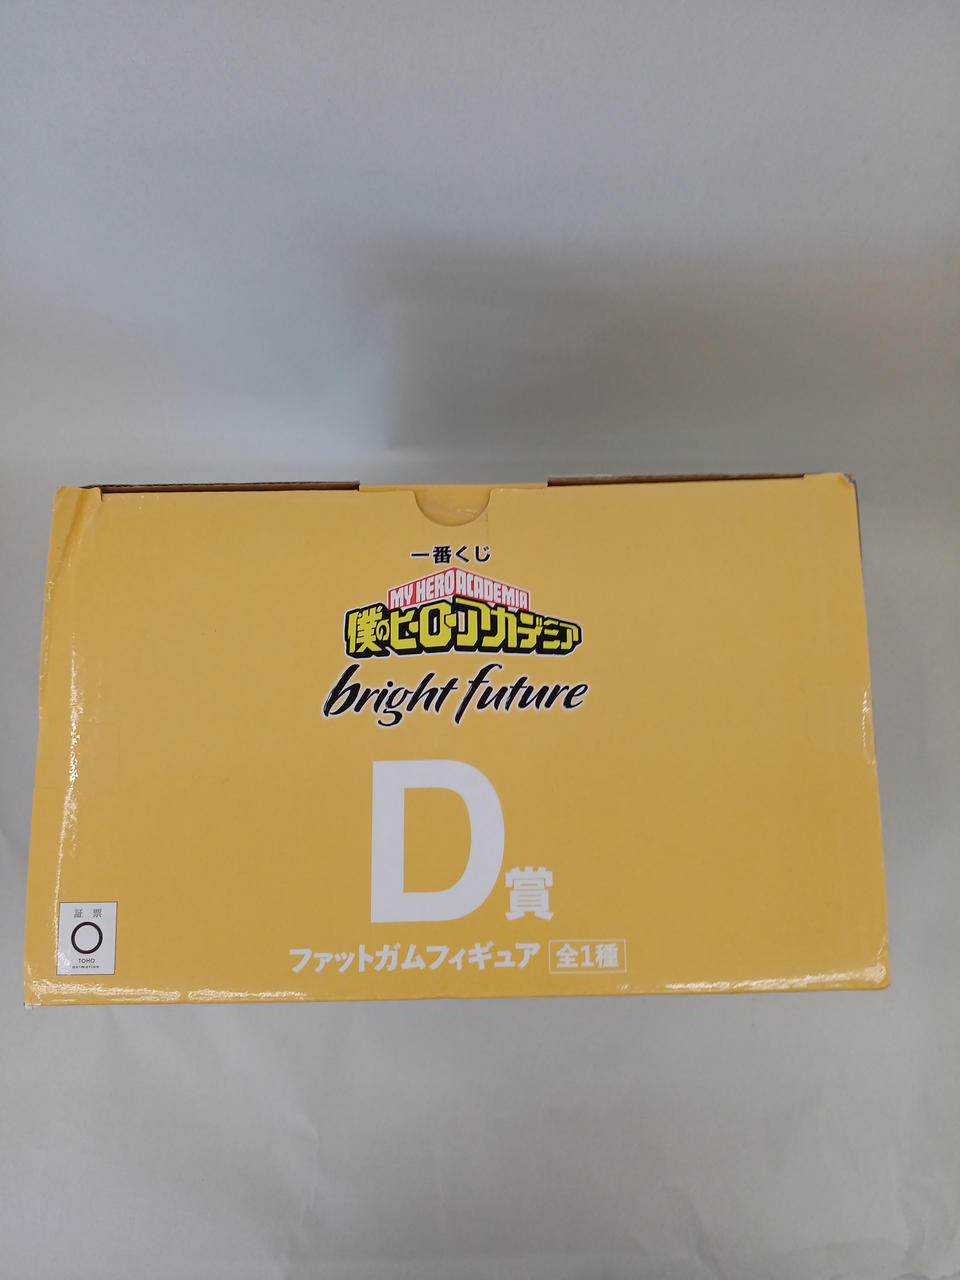 一番くじ
MY HERO ACADEMIA
僕のヒーローアカデミア
bright future
D賞
ファットガムフィギュア 全1種
証 票
TOHO
animation